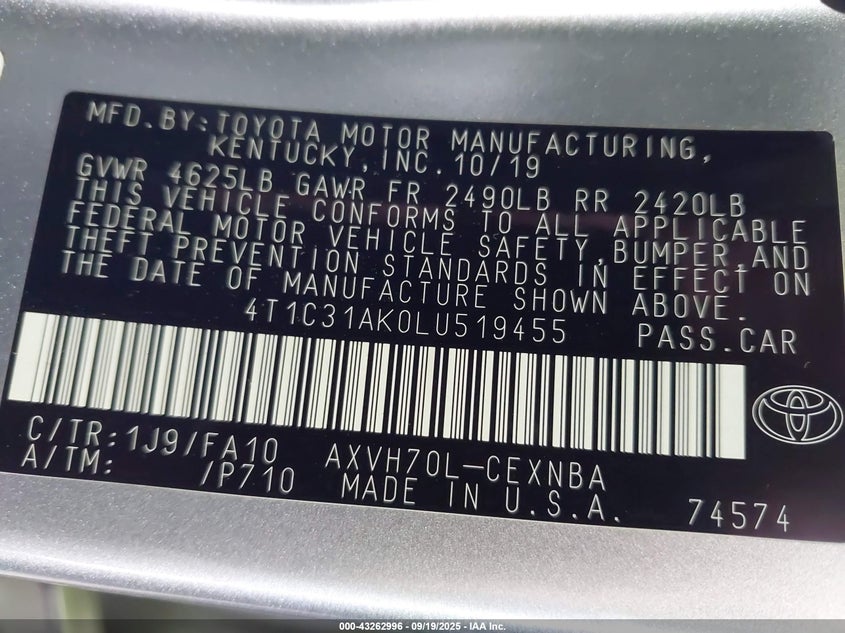 MFD.BY:TOYOTA MOTOR MANUFACTURING,
KENTUCKY, INC. 10/19
GVWR 4625LB GAWR FR 2490LB RR 2420LB
THIS VEHICLE CONFORMS TO ALL APPLICABLE
FEDERAL MOTOR VEHICLE SAFETY,BUMPER,AND
THEFT PREVENTION STANDARDS IN EFFECT ON
THE DATE OF MANUFACTURE SHOWN ABOVE.
4T1C31AK0LU519455 PASS.CAR
C/TR:1J9/FA10 AXVH70L-CEXNBA
A/TM: /P710 MADE IN U.S.A. 74574
000-43262996 - 09/19/2025 - IAA Inc.